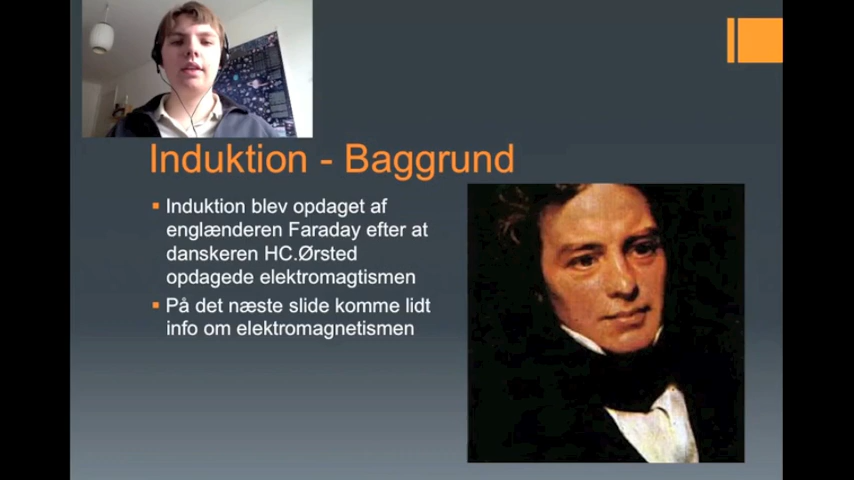 Induktion - Baggrund
Induktion blev opdaget af
englænderen Faraday efter at
danskeren HC.Ørsted
opdagede elektromagtismen
På det næste slide komme lidt
info om elektromagnetismen